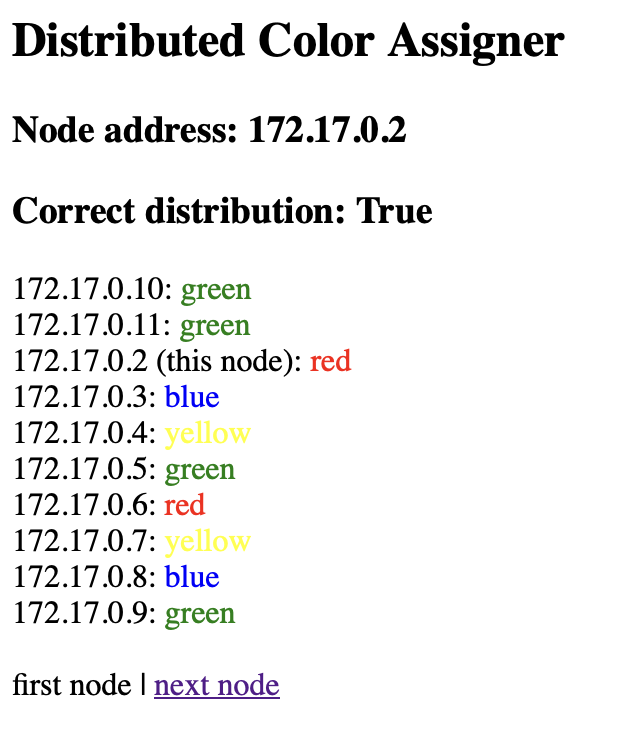 Distributed Color Assigner
Node address: 172.17.0.2
Correct distribution: True
172.17.0.10: green
172.17.0.11: green
172.17.0.2 (this node): red
172.17.0.3: blue
172.17.0.4: yellow
172.17.0.5: green
172.17.0.6: red
172.17.0.7: yellow
172.17.0.8: blue
172.17.0.9: green
first node | next node